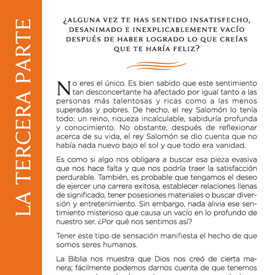 LA TERCERA PARTE
¿ALGUNA VEZ TE HAS SENTIDO INSATISFECHO,
DESANIMADO E INEXPLICABLEMENTE VACÍO
DESPUÉS DE HABER LOGRADO LO QUE CREÍAS
QUE TE HARÍA FELIZ?
No eres el único. Es bien sabido que este sentimiento
tan desconcertante ha afectado por igual tanto a las
personas más talentosas y ricas como a las menos
superadas y pobres. De hecho, el rey Salomón lo tenía
todo: un reino, riqueza incalculable, sabiduría profunda
y conocimiento. No obstante, después de reflexionar
acerca de su vida, el rey Salomón se dio cuenta que no
había nada nuevo bajo el sol y que todo era vanidad.
Es como si algo nos obligara a buscar esa pieza evasiva
que nos hace falta y que nos podría traer la satisfacción
perdurable. También, es probable que tengamos el deseo
de ejercer una carrera exitosa, establecer relaciones llenas
de significado, tener posesiones materiales o buscar diver-
sión y entretenimiento. Sin embargo, nada alivia ese sen-
timiento misterioso que causa un vacío en lo profundo de
nuestro ser. ¿Por qué nos sentimos así?
Tener este tipo de sensación manifiesta el hecho de que
somos seres humanos.
La Biblia nos muestra que Dios nos creó de cierta ma-
nera; fácilmente podemos darnos cuenta de que tenemos